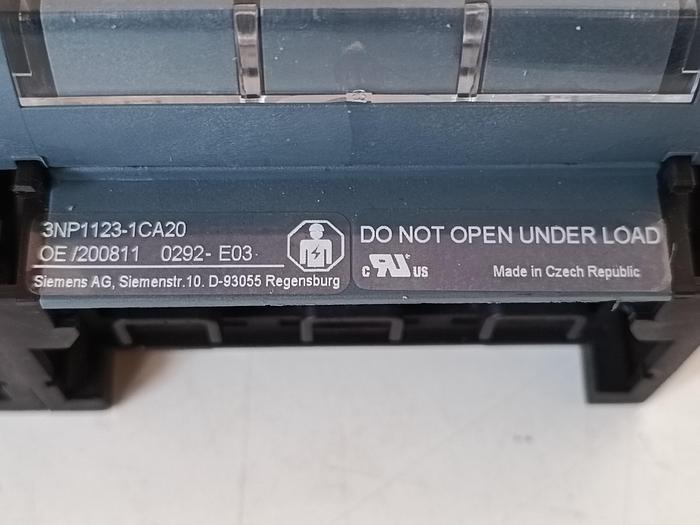 3NP1123-1CA20
OE /200811 0292- E03
Siemens AG, Siemenstr.10. D-93055 Regensburg
DO NOT OPEN UNDER LOAD
c RU US
Made in Czech Republic